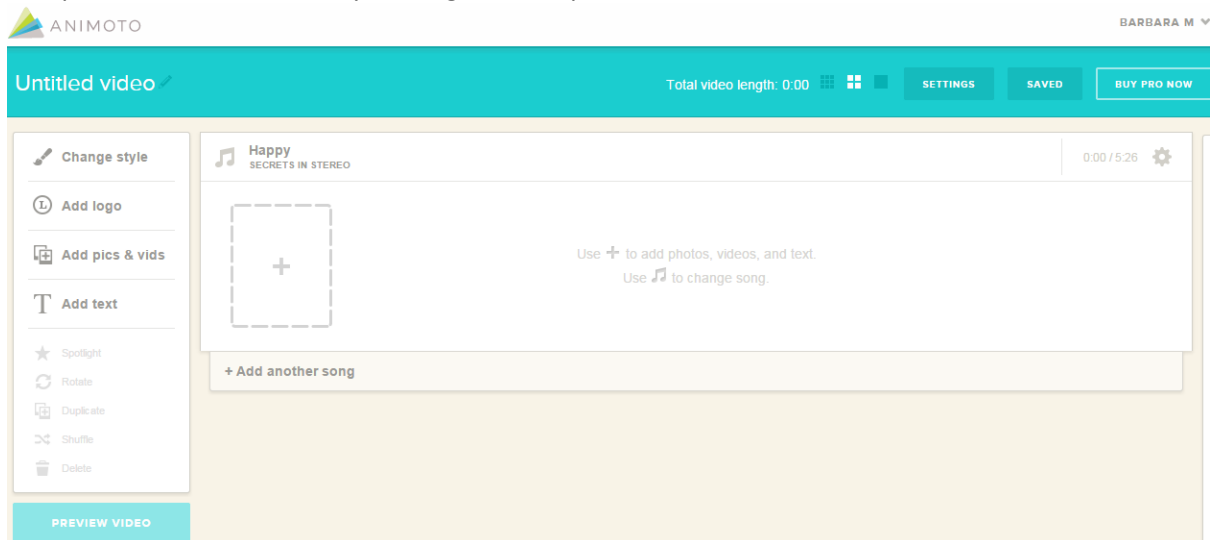 ANIMOTO
BARBARA M
Untitled video
Total video length: 0:00
SETTINGS
SAVED
BUY PRO NOW
Change style
L Add logo
Add pics & vids
T Add text
Spotlight
Rotate
Duplicate
Shuffle
Delete
PREVIEW VIDEO
Happy
SECRETS IN STEREO
0:00 / 5:26
Use + to add photos, videos, and text.
Use 🎵 to change song.
+ Add another song